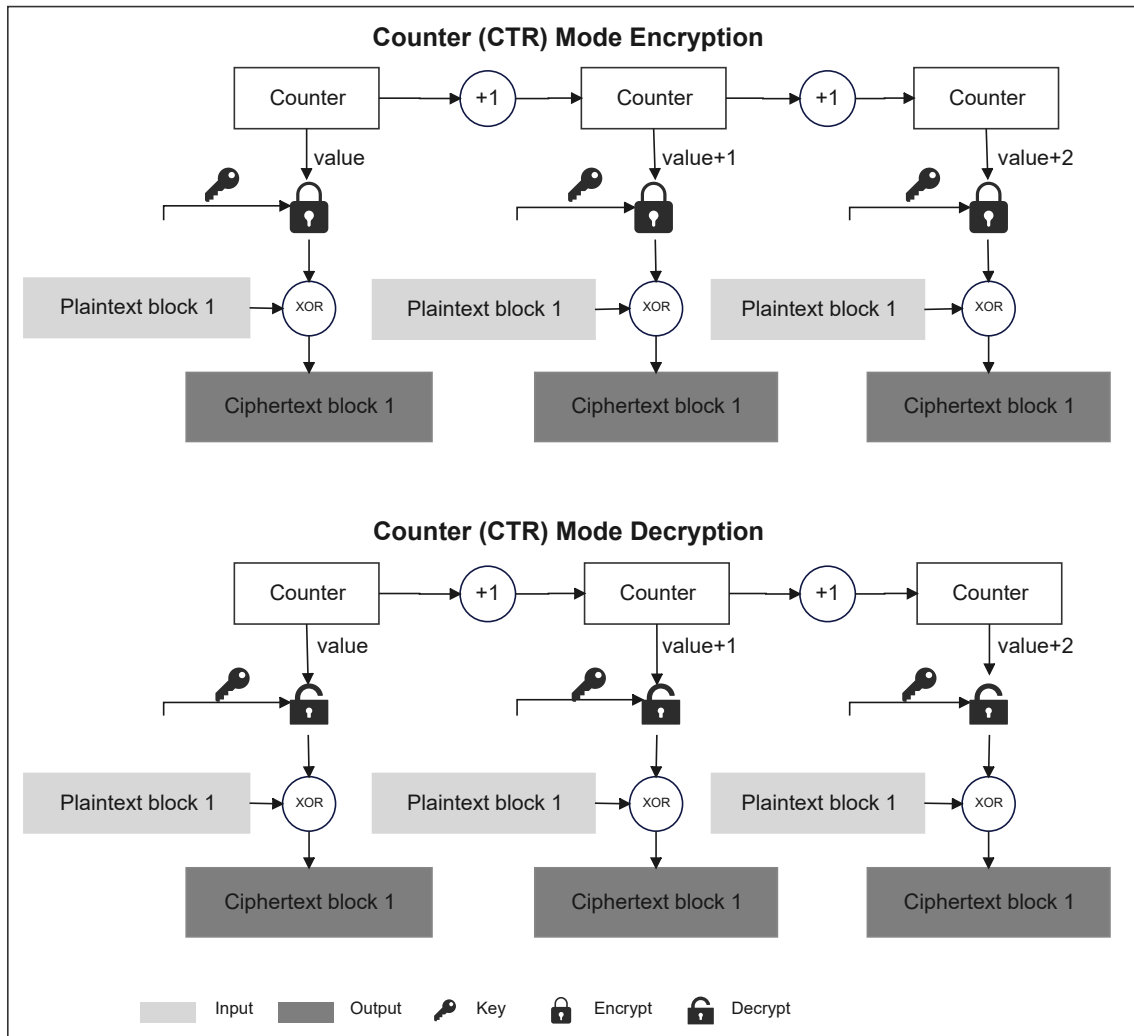 Counter (CTR) Mode Encryption
Counter
+1
Counter
+1
Counter
value
value+1
value+2
Plaintext block 1
XOR
Plaintext block 1
XOR
Plaintext block 1
XOR
Ciphertext block 1
Ciphertext block 1
Ciphertext block 1
Counter (CTR) Mode Decryption
Counter
+1
Counter
+1
Counter
value
value+1
value+2
Plaintext block 1
XOR
Plaintext block 1
XOR
Plaintext block 1
XOR
Ciphertext block 1
Ciphertext block 1
Ciphertext block 1
Input
Output
Key
Encrypt
Decrypt